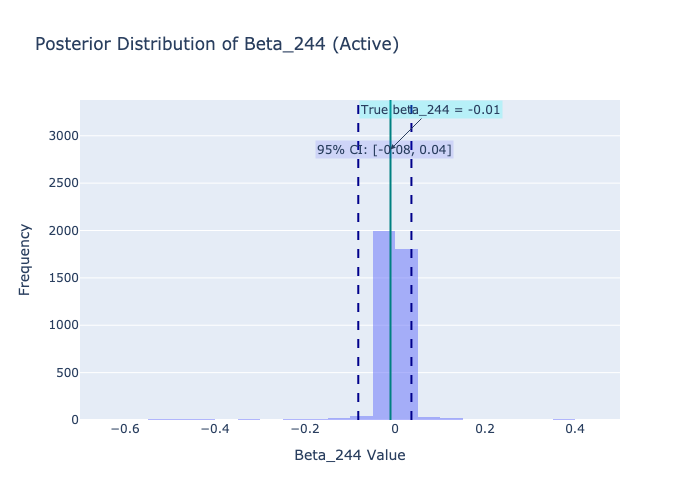 Posterior Distribution of Beta_244 (Active)
True beta_244 = -0.01
95% CI: [-0.08, 0.04]
3000
2500
2000
1500
1000
500
0
Frequency
−0.6 −0.4 −0.2 0 0.2 0.4
Beta_244 Value